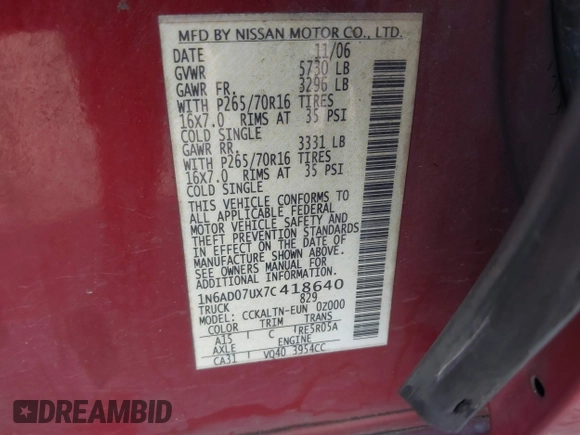 MFD BY NISSAN MOTOR CO., LTD.
DATE 11/06
GVWR 5730 LB
GAWR FR. 3296 LB
WITH P265/70R16 TIRES
16X7.0 RIMS AT 35 PSI
COLD SINGLE
GAWR RR. 3331 LB
WITH P265/70R16 TIRES
16X7.0 RIMS AT 35 PSI
COLD SINGLE
THIS VEHICLE CONFORMS TO
ALL APPLICABLE FEDERAL
MOTOR VEHICLE SAFETY AND
THEFT PREVENTION STANDARDS
IN EFFECT ON THE DATE OF
MANUFACTURE SHOWN ABOVE.
SEE OWNERS MANUAL FOR
ADDITIONAL INFORMATION.
1N6AD07UX7C418640
TRUCK 829
MODEL: CCKALTN-EUN 0Z000
COLOR TRIM TRANS
A15 C RE5R05A
AXLE ENGINE
CA31 VQ40 3954CC
DREAMBID